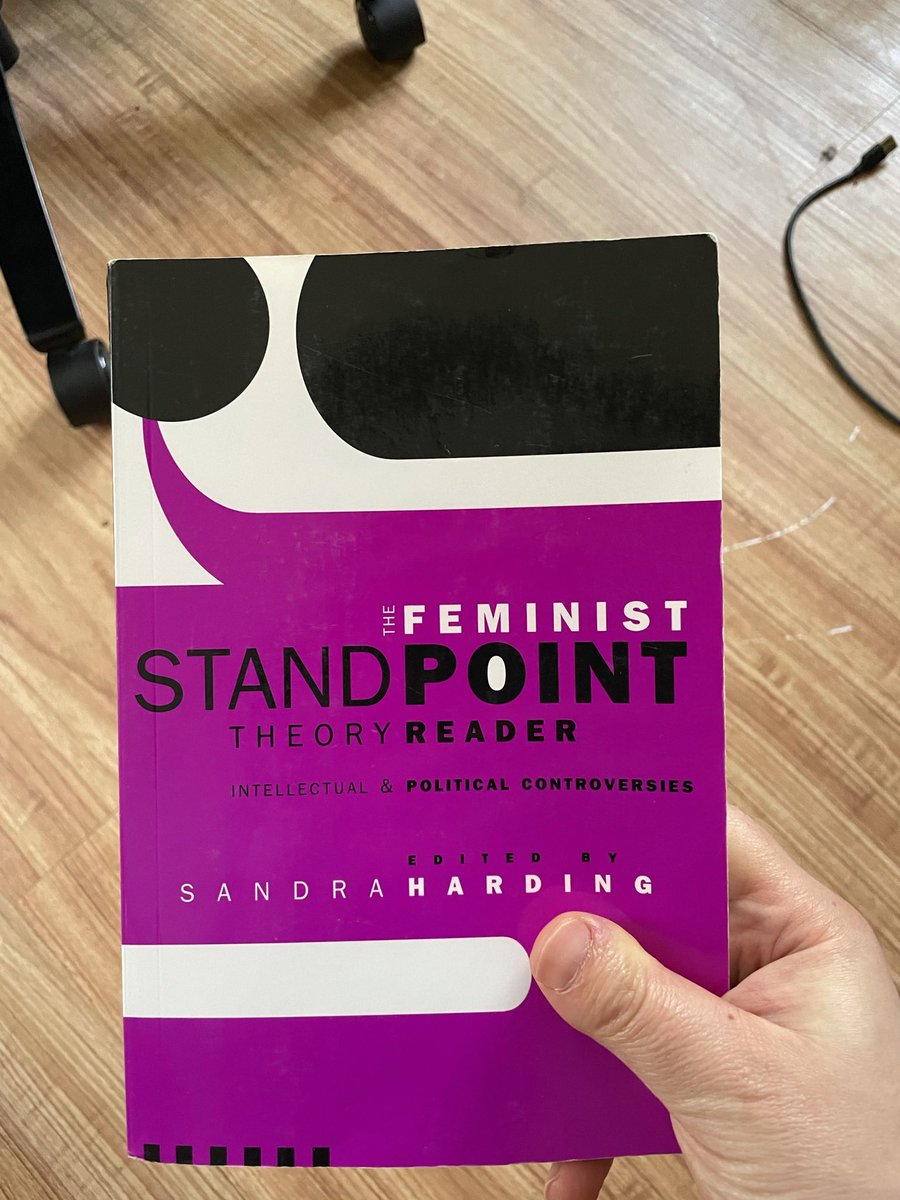 THE FEMINIST
STANDPOINT
THEORY READER
INTELLECTUAL & POLITICAL CONTROVERSIES
EDITED BY
SANDRA HARDING